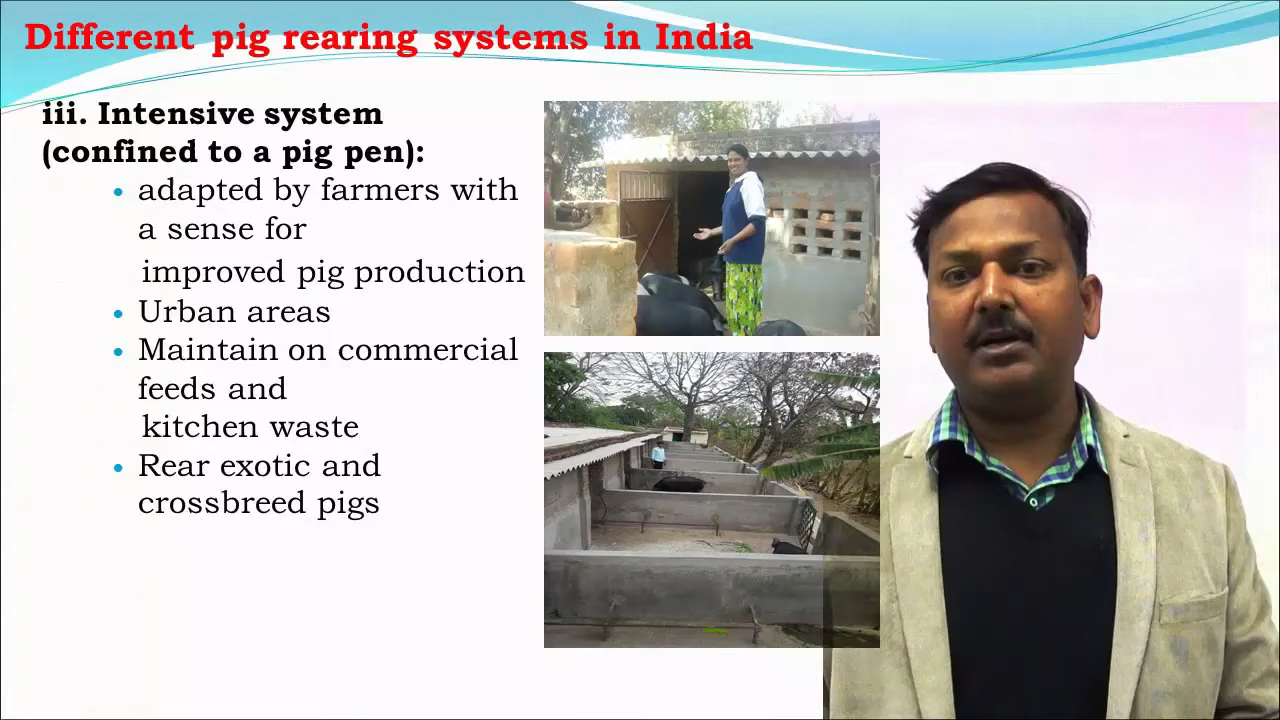 Different pig rearing systems in India
iii. Intensive system
(confined to a pig pen):
• adapted by farmers with
a sense for
improved pig production
• Urban areas
• Maintain on commercial
feeds and
kitchen waste
• Rear exotic and
crossbreed pigs